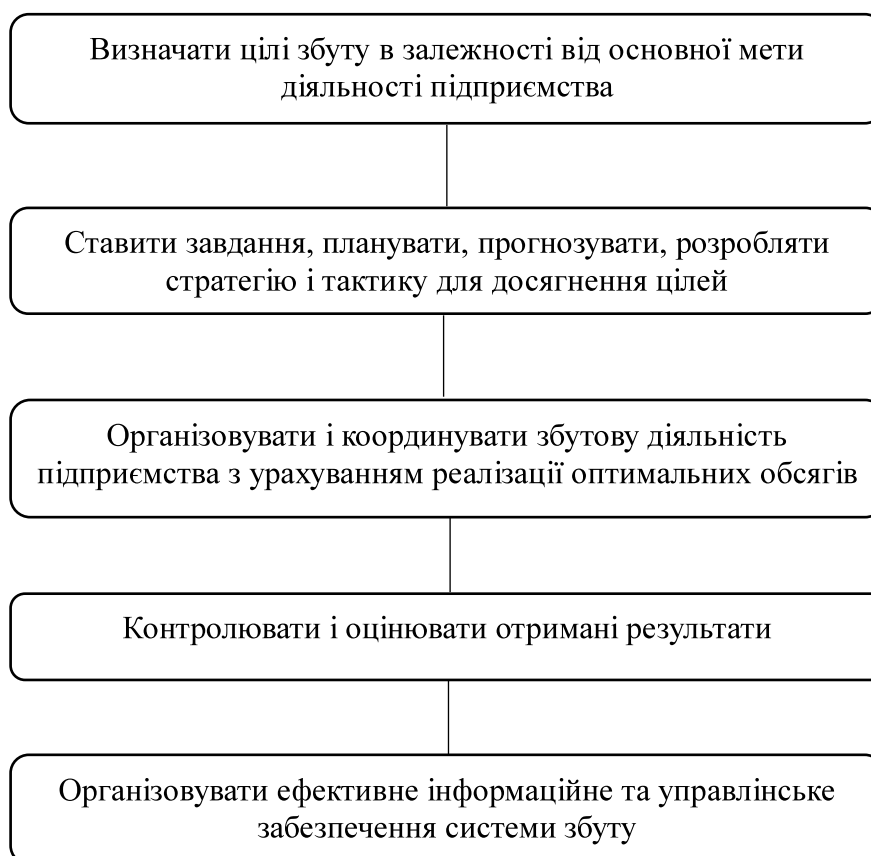 Визначати цілі збуту в залежності від основної мети
діяльності підприємства
Ставити завдання, планувати, прогнозувати, розробляти
стратегію і тактику для досягнення цілей
Організовувати і координувати збутову діяльність
підприємства з урахуванням реалізації оптимальних обсягів
Контролювати і оцінювати отримані результати
Організовувати ефективне інформаційне та управлінське
забезпечення системи збуту